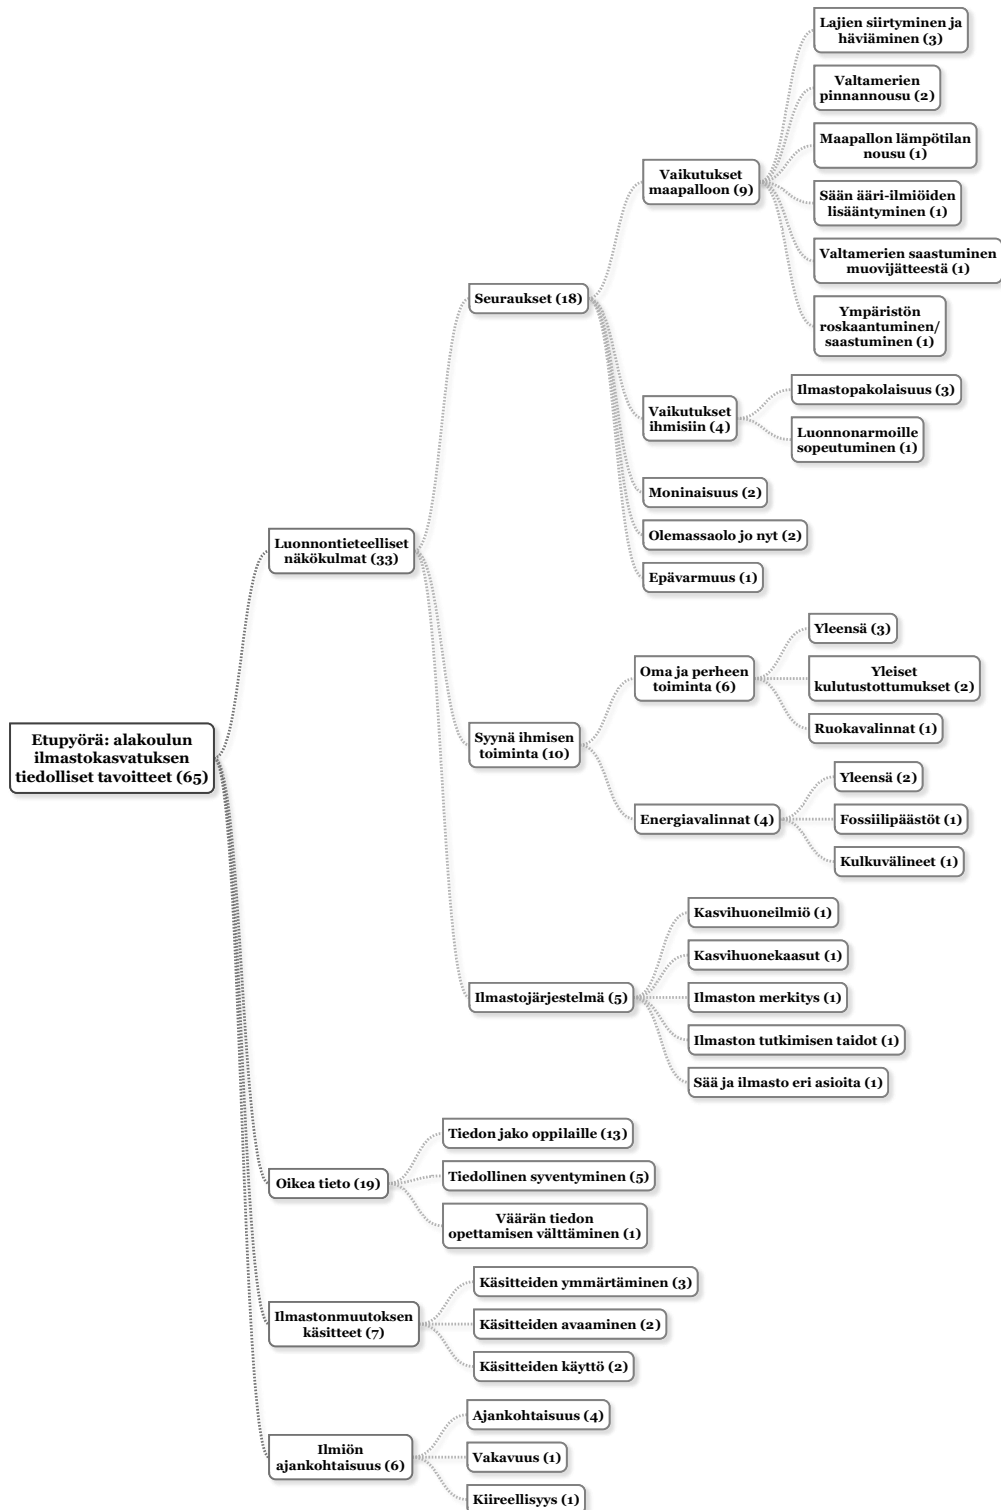 Etupyörä: alakoulun
ilmastokasvatuksen
tiedolliset tavoitteet (65)
Luonnontieteelliset
näkökulmat (33)
Seuraukset (18)
Vaikutukset
maapalloon (9)
Lajien siirtyminen ja
häviäminen (3)
Valtamerien
pinnannousu (2)
Maapallon lämpötilan
nousu (1)
Sään ääri-ilmiöiden
lisääntyminen (1)
Valtamerien saastuminen
muovijätteestä (1)
Ympäristön
roskaantuminen/
saastuminen (1)
Vaikutukset
ihmisiin (4)
Ilmastopakolaisuus (3)
Luonnonarmoille
sopeutuminen (1)
Moninaisuus (2)
Olemassaolo jo nyt (2)
Epävarmuus (1)
Syynä ihmisen
toiminta (10)
Oma ja perheen
toiminta (6)
Yleensä (3)
Yleiset
kulutustottumukset (2)
Ruokavalinnat (1)
Energiavalinnat (4)
Yleensä (2)
Fossiilipäästöt (1)
Kulkuvälineet (1)
Ilmastojärjestelmä (5)
Kasvihuoneilmiö (1)
Kasvihuonekaasut (1)
Ilmaston merkitys (1)
Ilmaston tutkimisen taidot (1)
Sää ja ilmasto eri asioita (1)
Oikea tieto (19)
Tiedon jako oppilaille (13)
Tiedollinen syventyminen (5)
Väärän tiedon
opettamisen välttäminen (1)
Ilmastonmuutoksen
käsitteet (7)
Käsitteiden ymmärtäminen (3)
Käsitteiden avaaminen (2)
Käsitteiden käyttö (2)
Ilmiön
ajankohtaisuus (6)
Ajankohtaisuus (4)
Vakavuus (1)
Kiireellisyys (1)